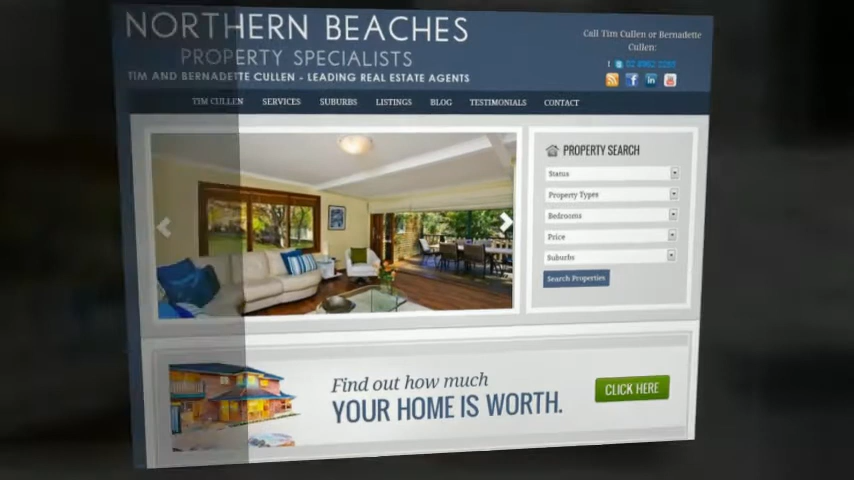 NORTHERN BEACHES
PROPERTY SPECIALISTS
TIM AND BERNADETTE CULLEN - LEADING REAL ESTATE AGENTS
Call Tim Cullen or Bernadette
Cullen:
TIM CULLEN SERVICES SUBURBS LISTINGS BLOG TESTIMONIALS CONTACT
PROPERTY SEARCH
Status
Property Types
Bedrooms
Price
Suburbs
Search Properties
Find out how much
YOUR HOME IS WORTH.
CLICK HERE